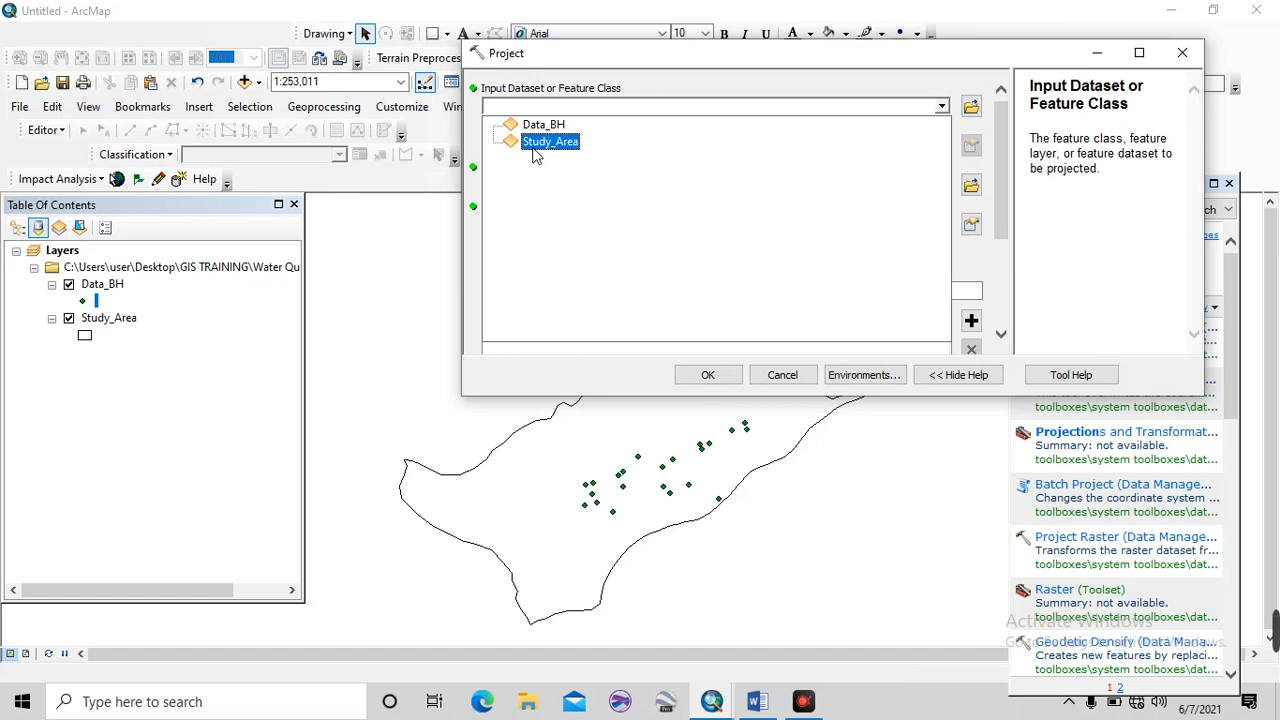 Untitled - ArcMap
Drawing
Arial
10
B I U A
Terrain Preproces
1:253,011
File Edit View Bookmarks Insert Selection Geoprocessing Customize
Editor
Classification
Impact Analysis Help
Table Of Contents
Layers
C:\Users\user\Desktop\GIS TRAINING\Water Qu
Data_BH
Study_Area
Project
Input Dataset or Feature Class
Data_BH
Study_Area
OK
Cancel
Environments...
<< Hide Help
Tool Help
Input Dataset or
Feature Class
The feature class, feature
layer, or feature dataset to
be projected.
ch
toolboxes\system toolboxes\dat...
Projections and Transformat...
Summary: not available.
toolboxes\system toolboxes\dat...
Batch Project (Data Manage...
Changes the coordinate system ...
toolboxes\system toolboxes\dat...
Project Raster (Data Manage...
Transforms the raster dataset fr...
toolboxes\system toolboxes\dat...
Raster (Toolset)
Summary: not available.
toolboxes\system toolboxes\dat...
Activate Windows
Geodetic Densify (Data Mana...
Creates new features by replaci...
toolboxes\system toolboxes\dat...
1 2
Type here to search
6/7/2021